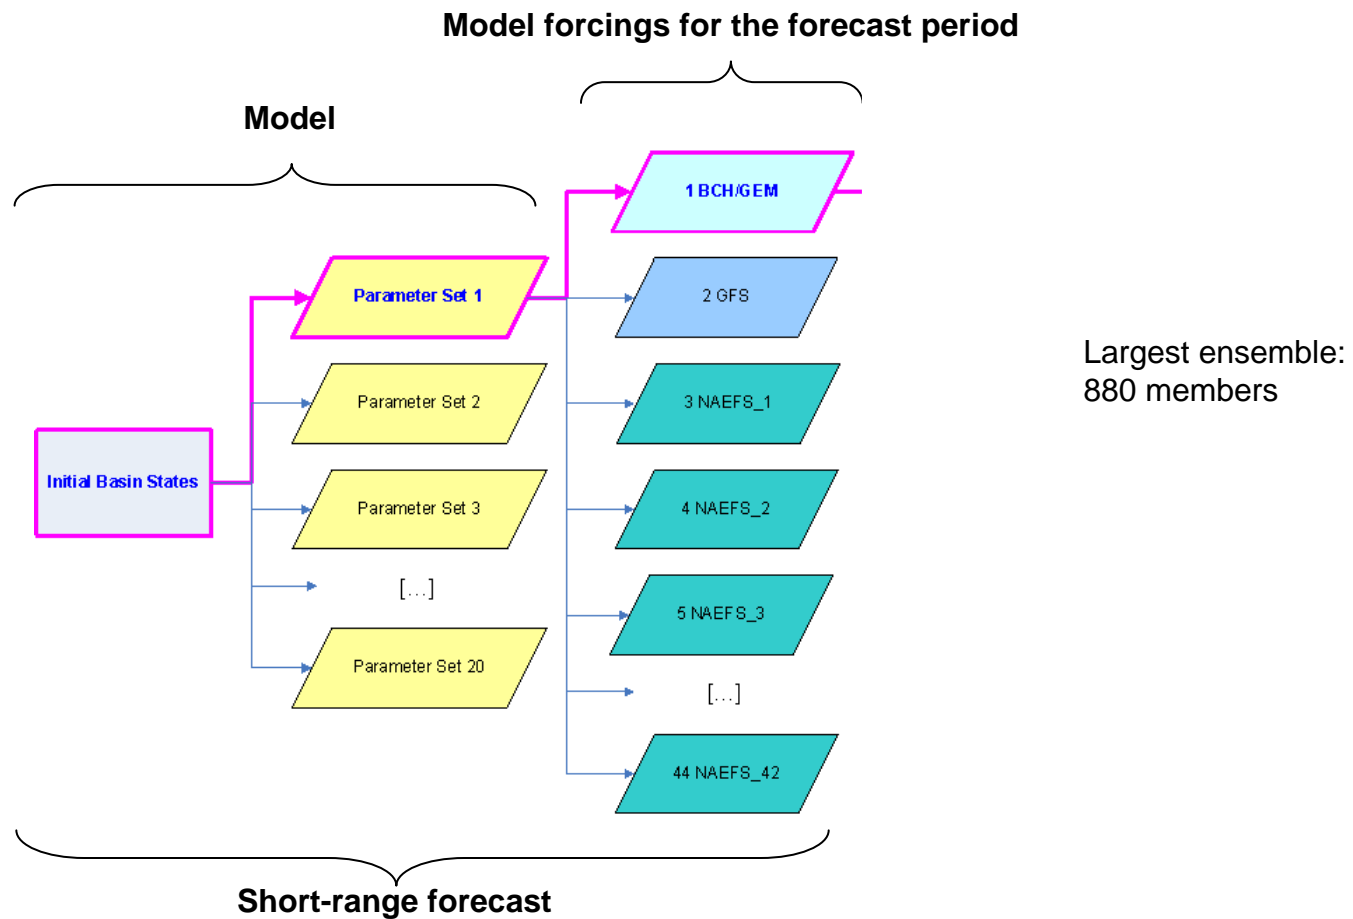 Model forcings for the forecast period
Model
1 BCH/GEM
Parameter Set 1
2 GFS
Largest ensemble:
880 members
Parameter Set 2
3 NAEFS_1
Initial Basin States
Parameter Set 3
4 NAEFS_2
[...]
5 NAEFS_3
Parameter Set 20
[...]
44 NAEFS_42
Short-range forecast